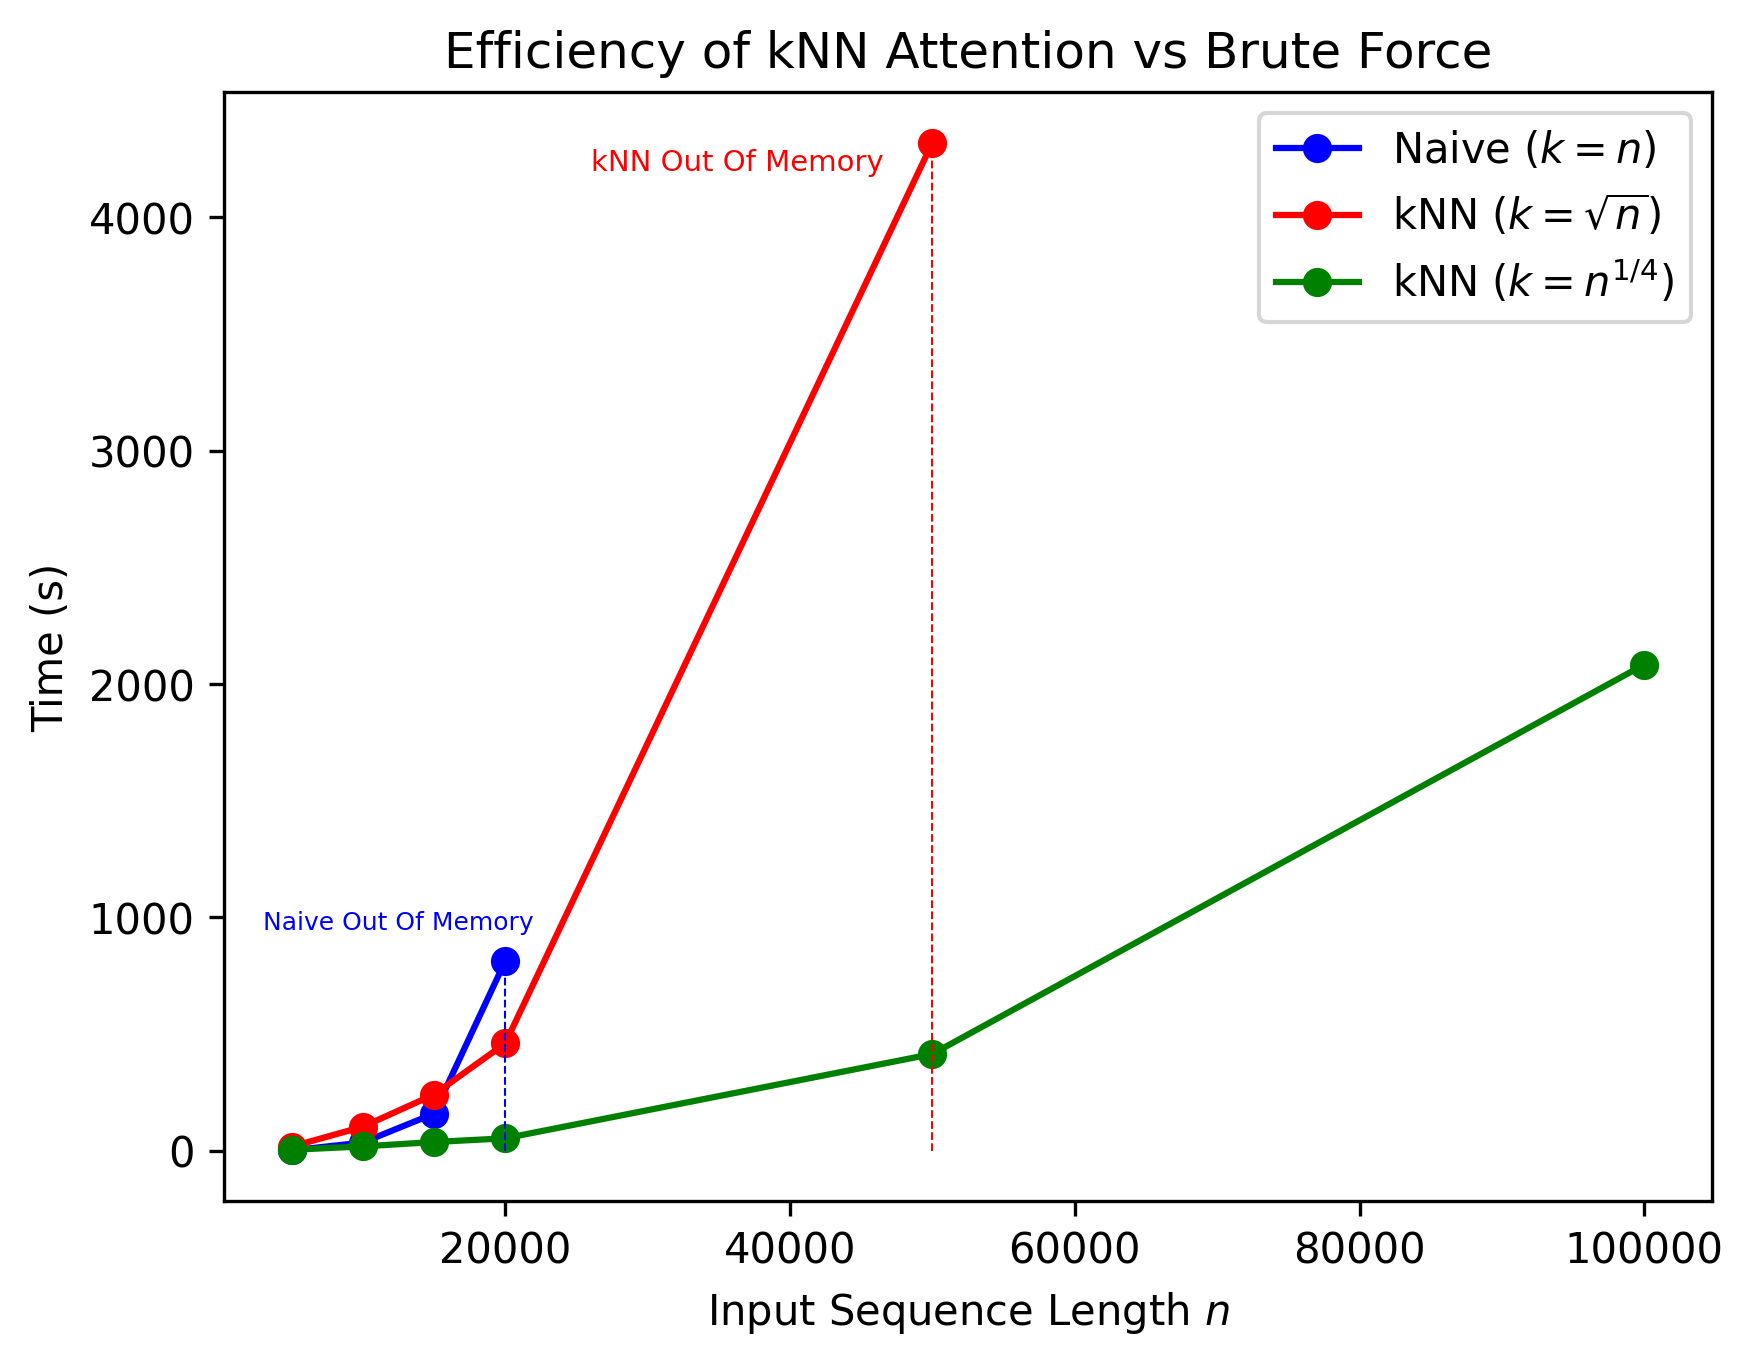 Efficiency of kNN Attention vs Brute Force
kNN Out Of Memory
Naive Out Of Memory
Naive (k = n)
kNN (k = √n)
kNN (k = n^{1/4})
Time (s)
4000
3000
2000
1000
0
20000
40000
60000
80000
100000
Input Sequence Length n